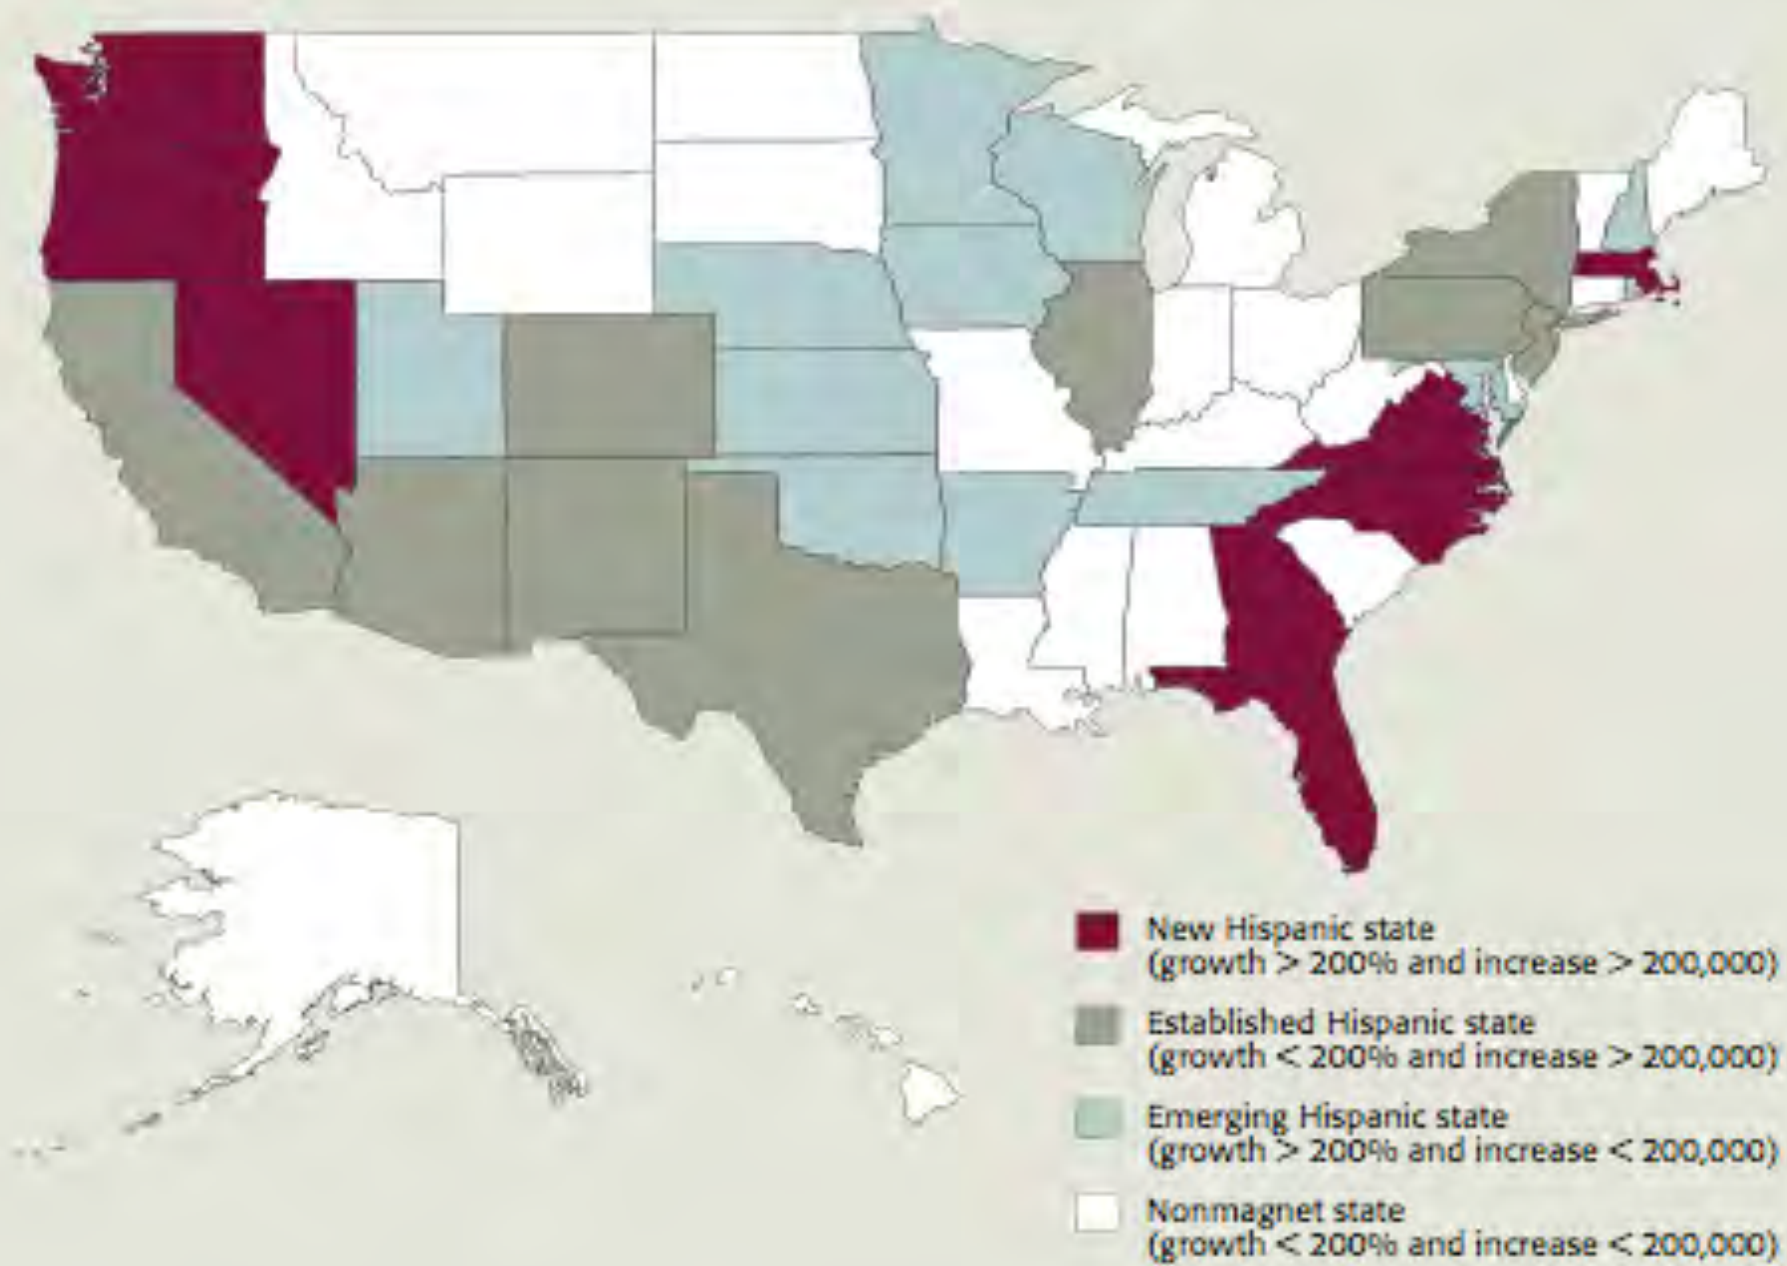 New Hispanic state
(growth > 200% and increase > 200,000)
Established Hispanic state
(growth < 200% and increase > 200,000)
Emerging Hispanic state
(growth > 200% and increase < 200,000)
Nonmagnet state
(growth < 200% and increase < 200,000)